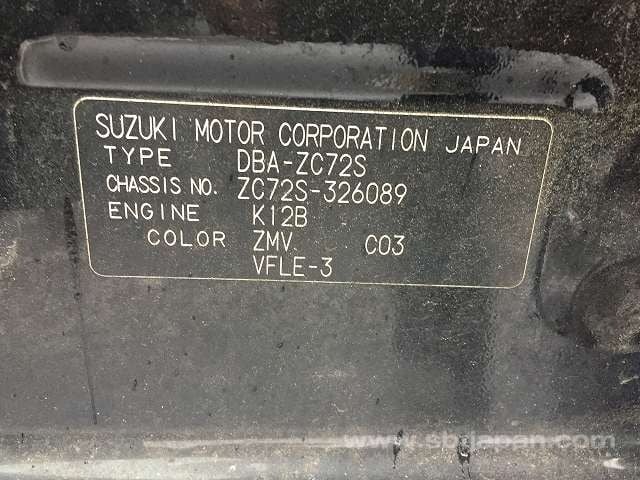 SUZUKI MOTOR CORPORATION JAPAN
TYPE DBA-ZC72S
CHASSIS NO. ZC72S-326089
ENGINE K12B
COLOR ZMV C03
VFLE-3
www.sbtjapan.com